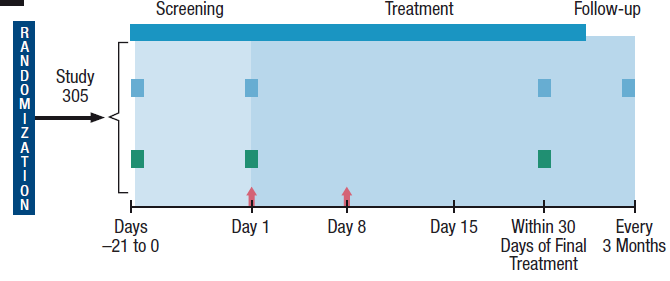 Screening Treatment Follow-up
RANDOMIZATION
Study
305
Days
–21 to 0
Day 1
Day 8
Day 15
Within 30
Days of Final
Treatment
Every
3 Months